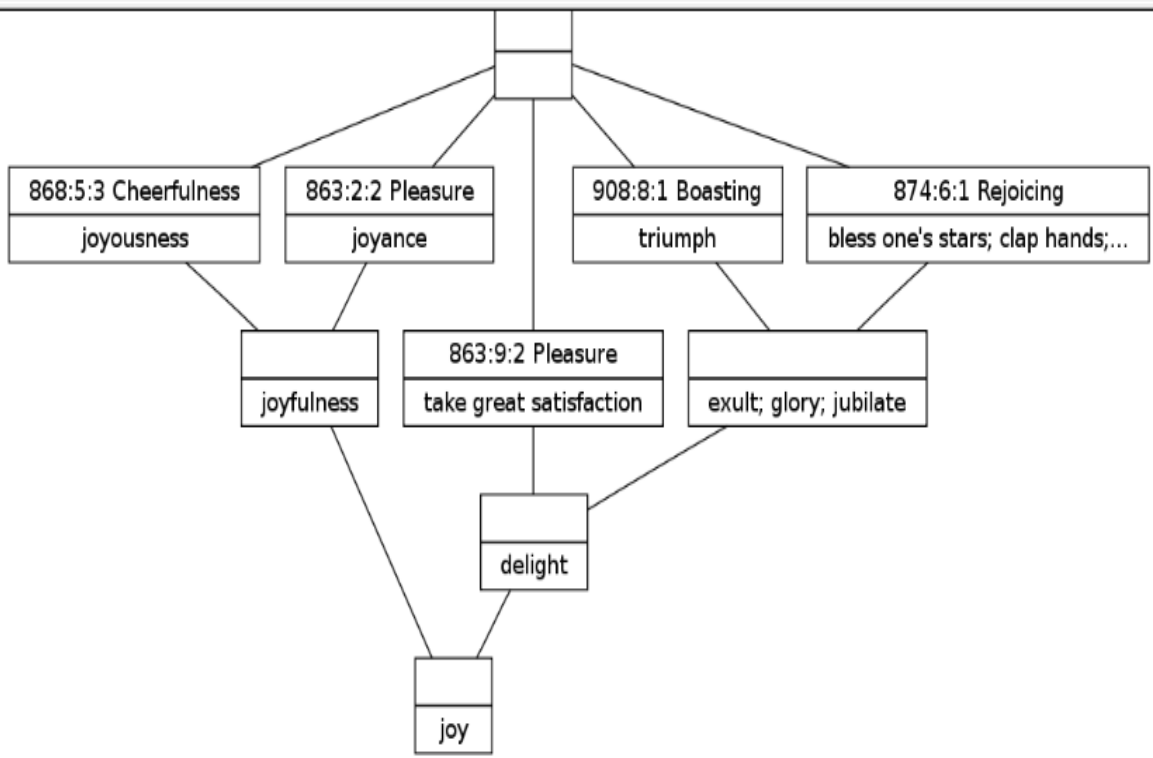 868:5:3 Cheerfulness
joyousness
863:2:2 Pleasure
joyance
908:8:1 Boasting
triumph
874:6:1 Rejoicing
bless one's stars; clap hands;...
joyfulness
863:9:2 Pleasure
take great satisfaction
exult; glory; jubilate
delight
joy